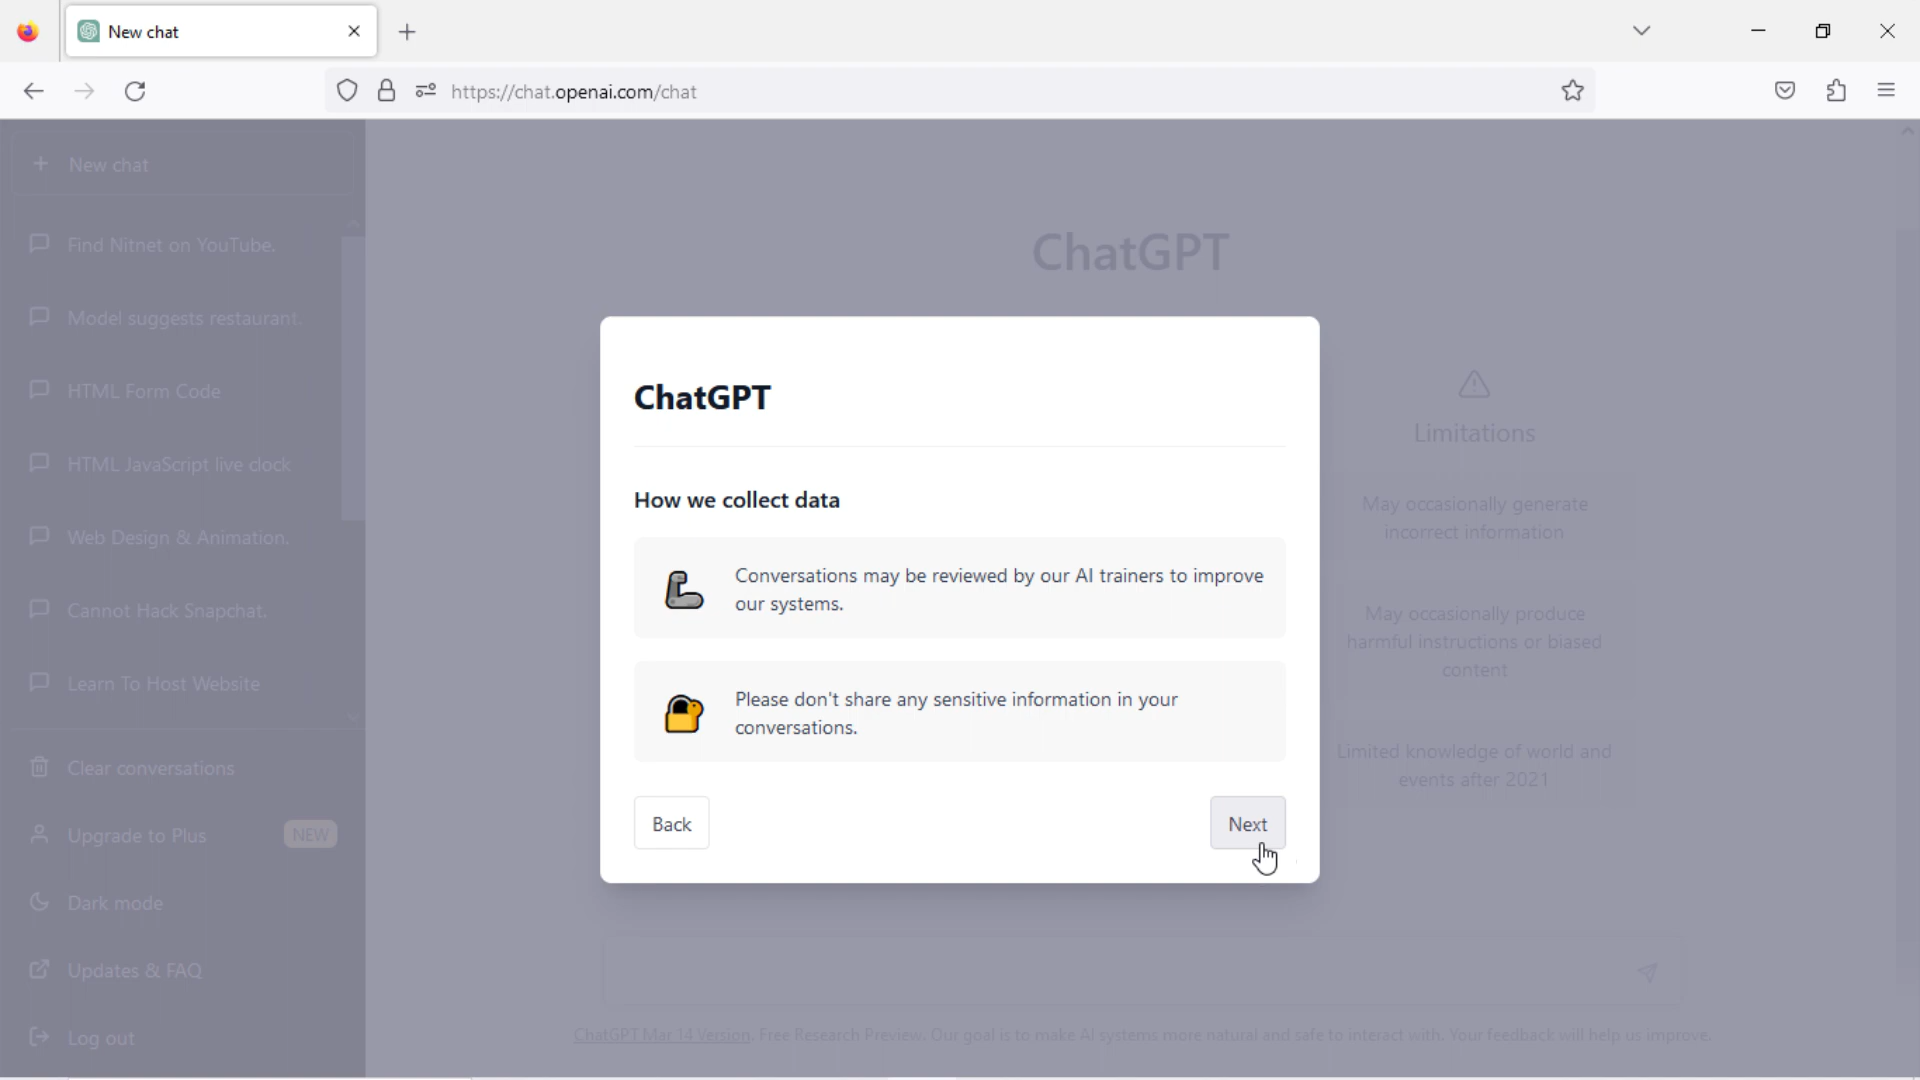 New chat
https://chat.openai.com/chat
New chat
Find Nitnet on YouTube.
Model suggests restaurant.
HTML Form Code
HTML JavaScript live clock
Web Design & Animation.
Cannot Hack Snapchat.
Learn To Host Website
Clear conversations
Upgrade to Plus NEW
Dark mode
Updates & FAQ
Log out
ChatGPT
Limitations
May occasionally generate
incorrect information
May occasionally produce
harmful instructions or biased
content
Limited knowledge of world and
events after 2021
ChatGPT
How we collect data
Conversations may be reviewed by our AI trainers to improve
our systems.
Please don't share any sensitive information in your
conversations.
Back
Next
ChatGPT Mar 14 Version. Free Research Preview. Our goal is to make AI systems more natural and safe to interact with. Your feedback will help us improve.